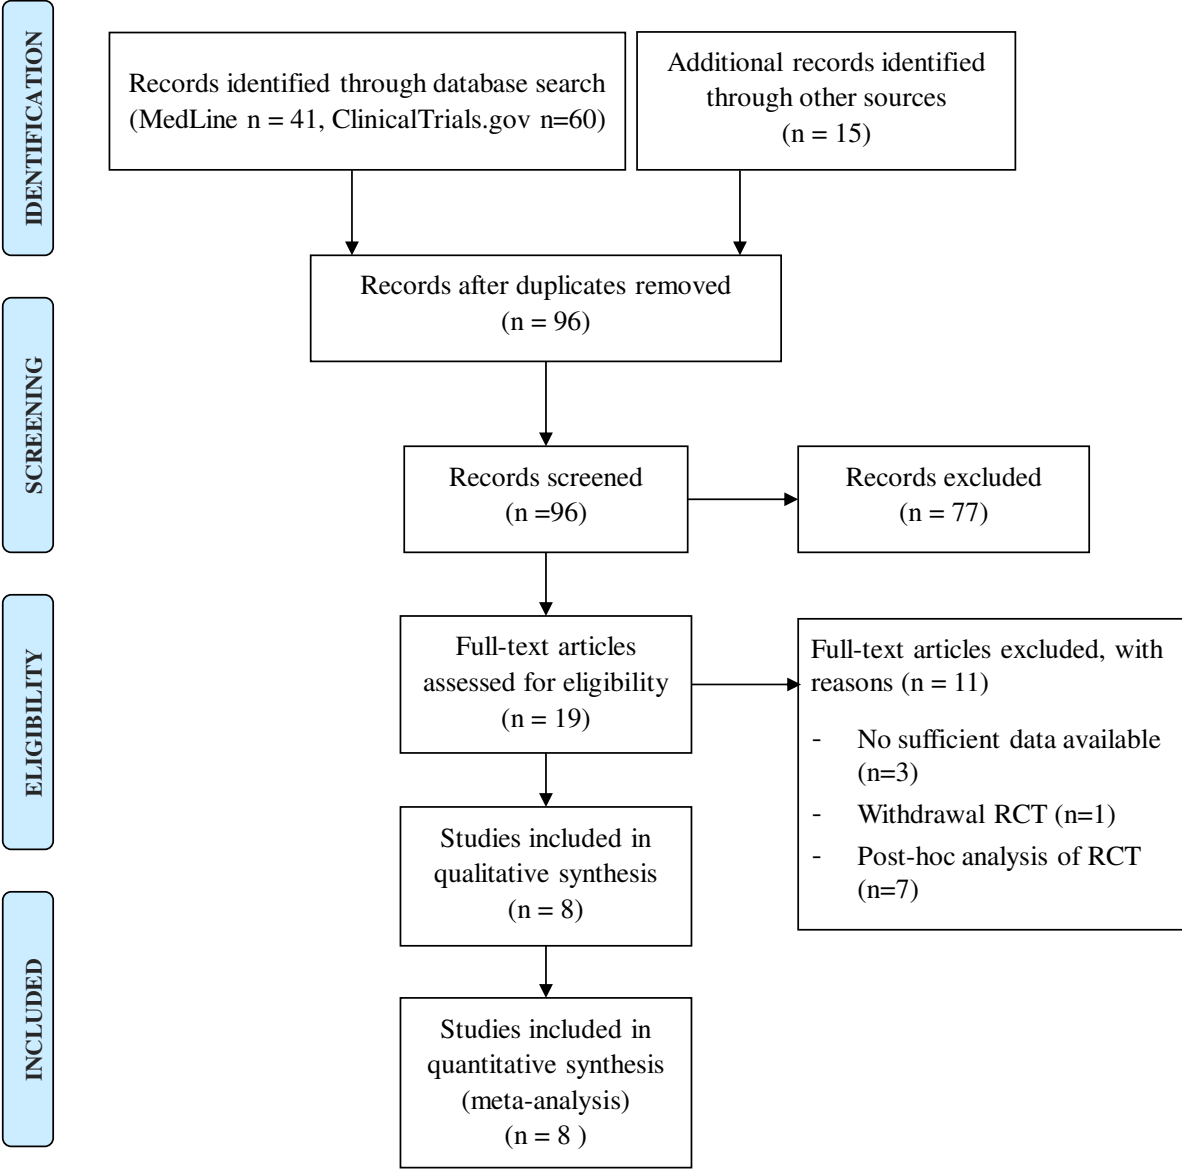 IDENTIFICATION
Records identified through database search
(MedLine n = 41, ClinicalTrials.gov n=60)
Additional records identified
through other sources
(n = 15)
Records after duplicates removed
(n = 96)
SCREENING
Records screened
(n =96)
Records excluded
(n = 77)
ELIGIBILITY
Full-text articles
assessed for eligibility
(n = 19)
Full-text articles excluded, with
reasons (n = 11)
- No sufficient data available
(n=3)
- Withdrawal RCT (n=1)
- Post-hoc analysis of RCT
(n=7)
Studies included in
qualitative synthesis
(n = 8)
INCLUDED
Studies included in
quantitative synthesis
(meta-analysis)
(n = 8 )